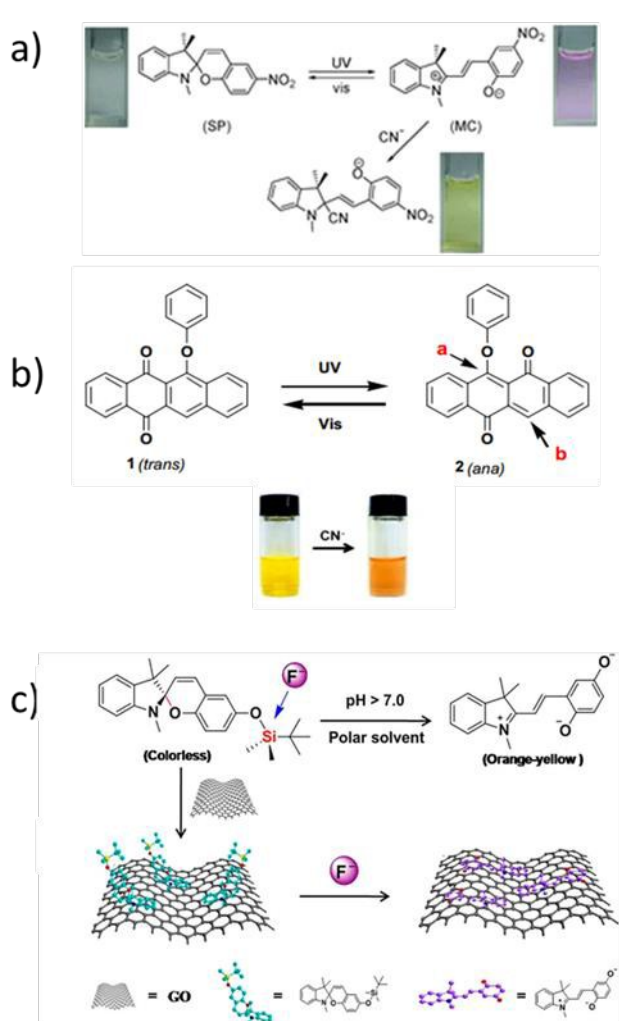 a)
NO₂
N
O
UV
vis
N
⊕
O⊖
NO₂
(SP)
(MC)
CN⁻
O⊖
N
CN
NO₂
b)
O
O
O
UV
Vis
1 (trans)
a
O
O
O
b
2 (ana)
CN⁻
c)
F⁻
N
O
O
Si
(Colorless)
pH > 7.0
Polar solvent
O⁻
N⁺
⁻O
(Orange-yellow )
F⁻
= GO
=
=